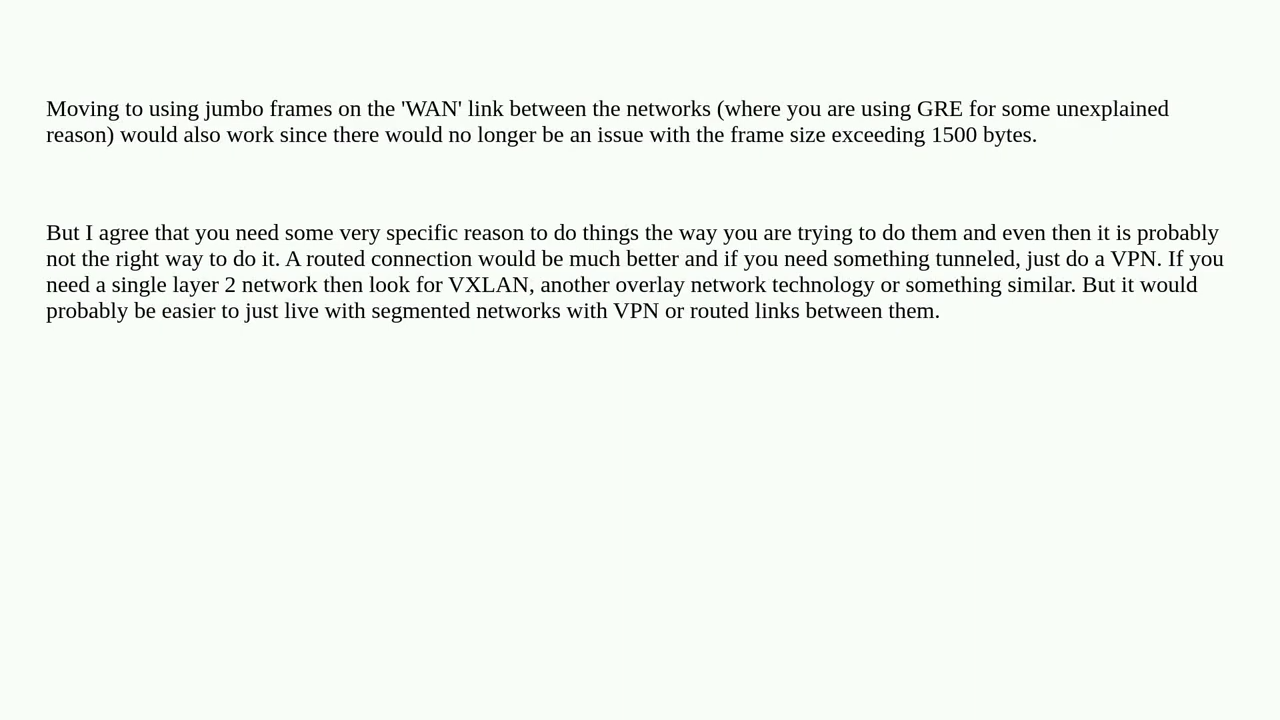 Moving to using jumbo frames on the 'WAN' link between the networks (where you are using GRE for some unexplained
reason) would also work since there would no longer be an issue with the frame size exceeding 1500 bytes.
But I agree that you need some very specific reason to do things the way you are trying to do them and even then it is probably
not the right way to do it. A routed connection would be much better and if you need something tunneled, just do a VPN. If you
need a single layer 2 network then look for VXLAN, another overlay network technology or something similar. But it would
probably be easier to just live with segmented networks with VPN or routed links between them.